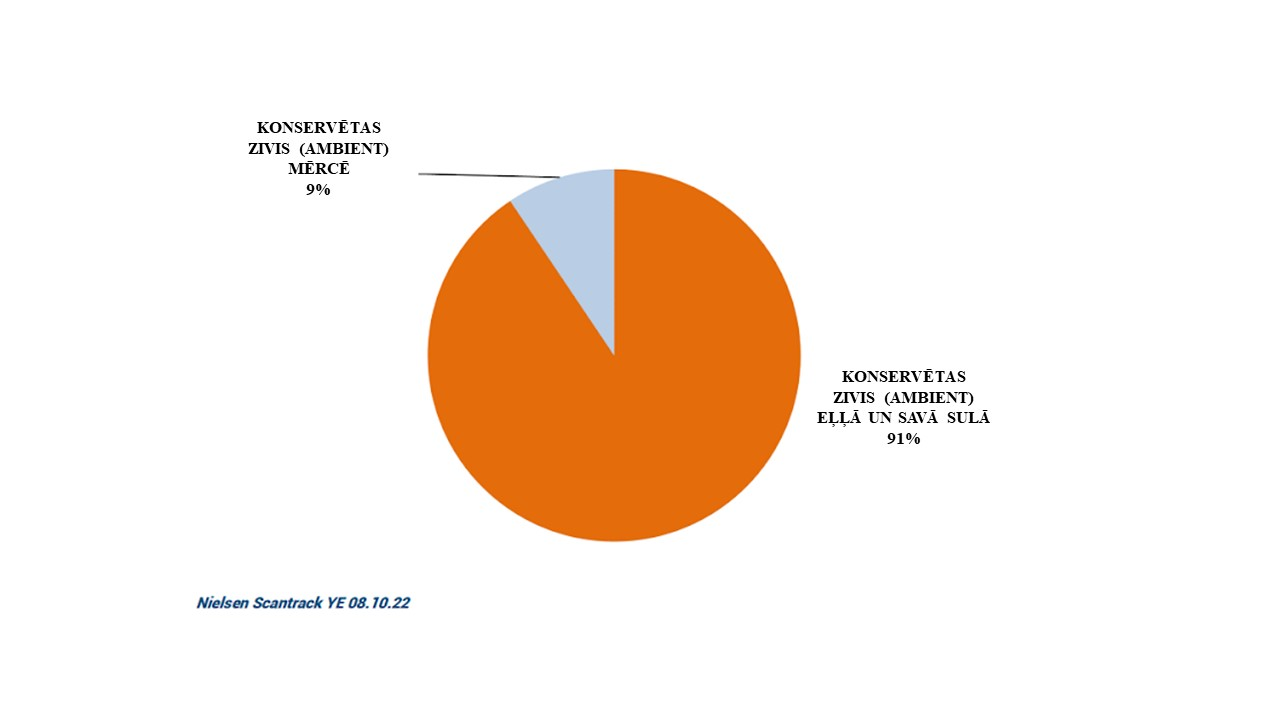 KONSERVĒTAS
ZIVIS (AMBIENT)
MĒRCĒ
9%
KONSERVĒTAS
ZIVIS (AMBIENT)
EĻĻĀ UN SAVĀ SULĀ
91%
Nielsen Scantrack YE 08.10.22